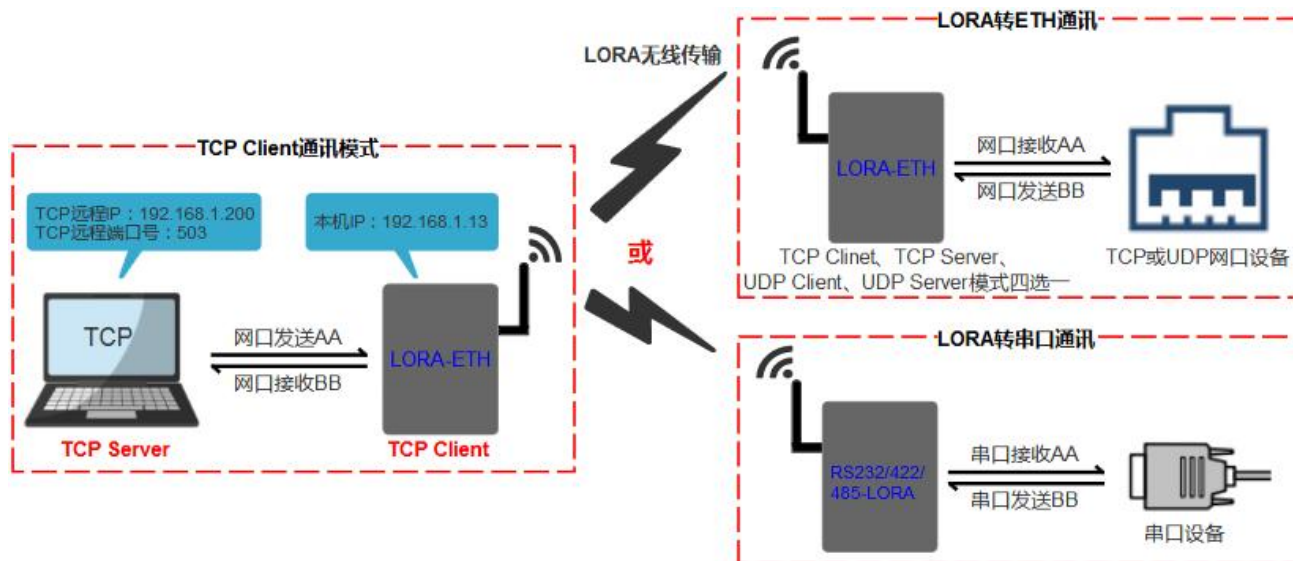 LORA转ETH通讯
LORA无线传输
TCP Client通讯模式
TCP远程IP：192.168.1.200
TCP远程端口号：503
本机IP：192.168.1.13
TCP
网口发送AA
网口接收BB
LORA-ETH
TCP Server
TCP Client
或
LORA-ETH
网口接收AA
网口发送BB
TCP Clinet、TCP Server、
UDP Client、UDP Server模式四选一
TCP或UDP网口设备
LORA转串口通讯
RS232/422/
485-LORA
串口接收AA
串口发送BB
串口设备